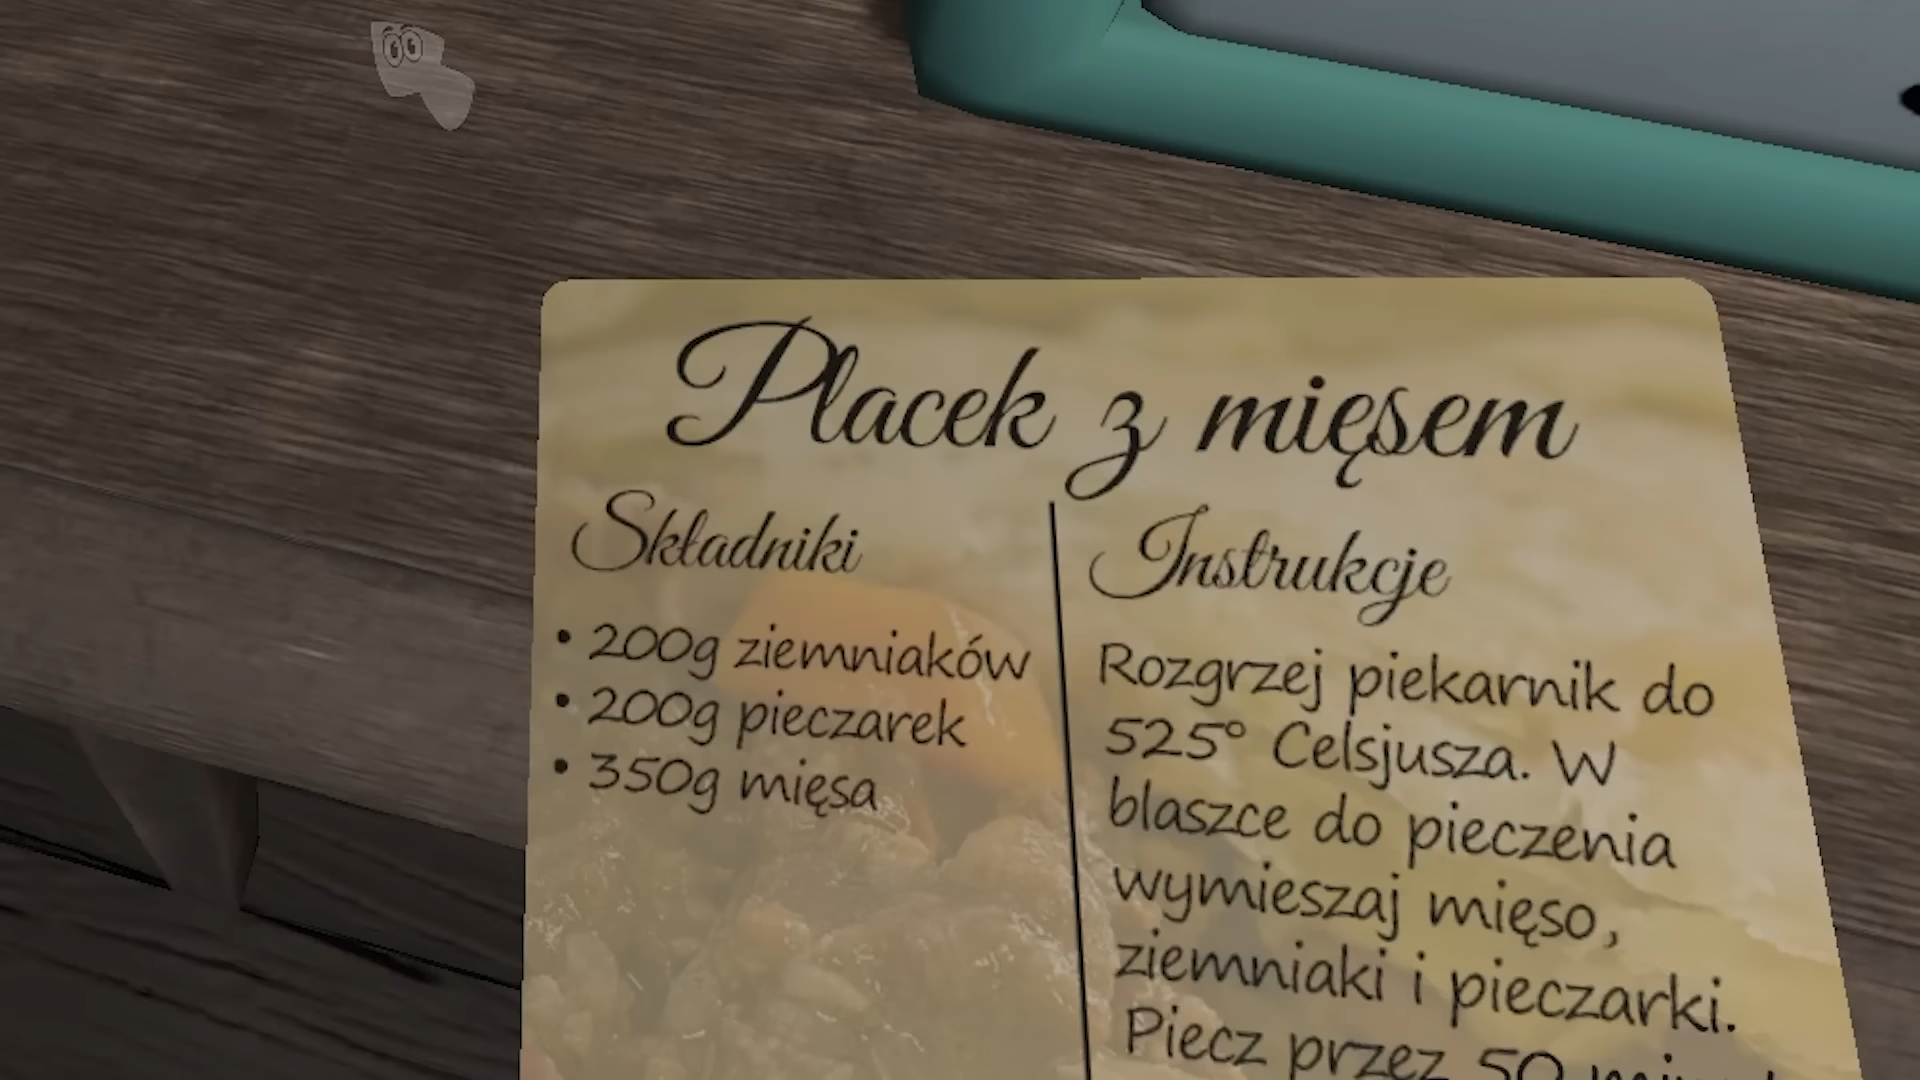 Placek z mięsem
Składniki
• 200g ziemniaków
• 200g pieczarek
• 350g mięsa
Instrukcje
Rozgrzej piekarnik do
525° Celsjusza. W
blaszce do pieczenia
wymieszaj mięso,
ziemniaki i pieczarki.
Piecz przez 50